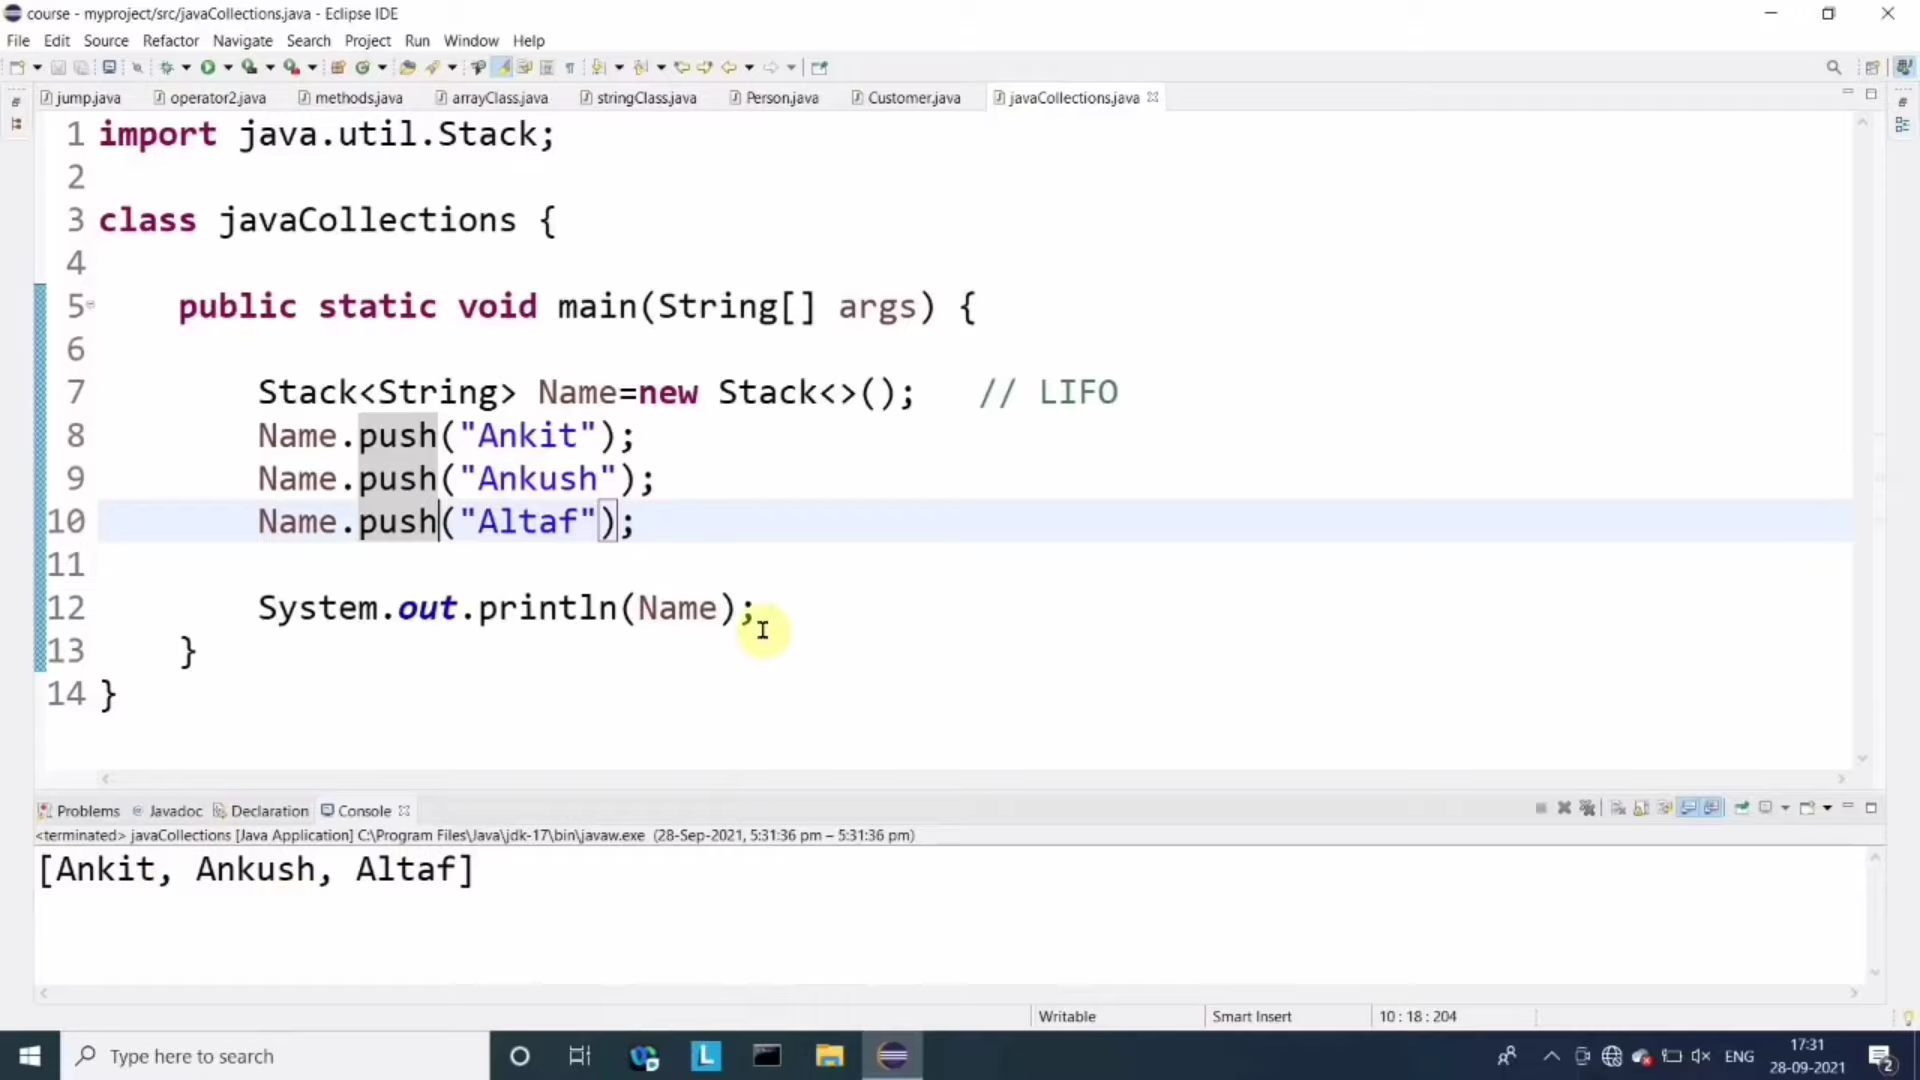 course - myproject/src/javaCollections.java - Eclipse IDE
File Edit Source Refactor Navigate Search Project Run Window Help
jump.java operator2.java methods.java arrayClass.java stringClass.java Person.java Customer.java javaCollections.java
1 import java.util.Stack;
2
3 class javaCollections {
4
5 public static void main(String[] args) {
6
7 Stack<String> Name=new Stack<>(); // LIFO
8 Name.push("Ankit");
9 Name.push("Ankush");
10 Name.push("Altaf");
11
12 System.out.println(Name);
13 }
14 }
Problems Javadoc Declaration Console
<terminated> javaCollections [Java Application] C:\Program Files\Java\jdk-17\bin\javaw.exe (28-Sep-2021, 5:31:36 pm – 5:31:36 pm)
[Ankit, Ankush, Altaf]
Writable Smart Insert 10 : 18 : 204
Type here to search L ENG 17:31
28-09-2021 2